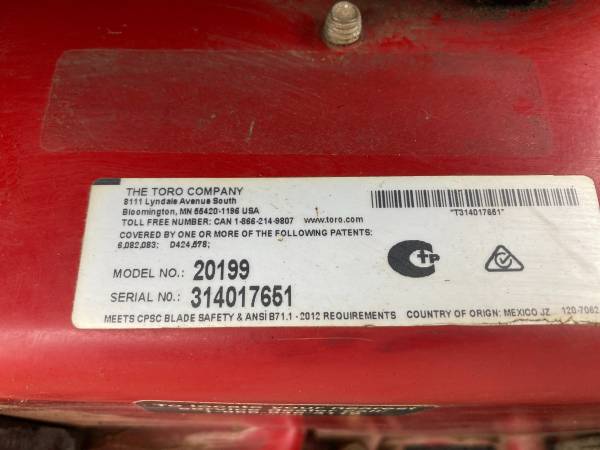 THE TORO COMPANY
8111 Lyndale Avenue South
Bloomington, MN 55420-1196 USA
TOLL FREE NUMBER: CAN 1-866-214-9807 www.toro.com
COVERED BY ONE OR MORE OF THE FOLLOWING PATENTS:
6,082,083; D424,578;
*T314017651*
MODEL NO.: 20199
SERIAL NO.: 314017651
MEETS CPSC BLADE SAFETY & ANSI B71.1 - 2012 REQUIREMENTS COUNTRY OF ORIGN: MEXICO JZ 120-7062